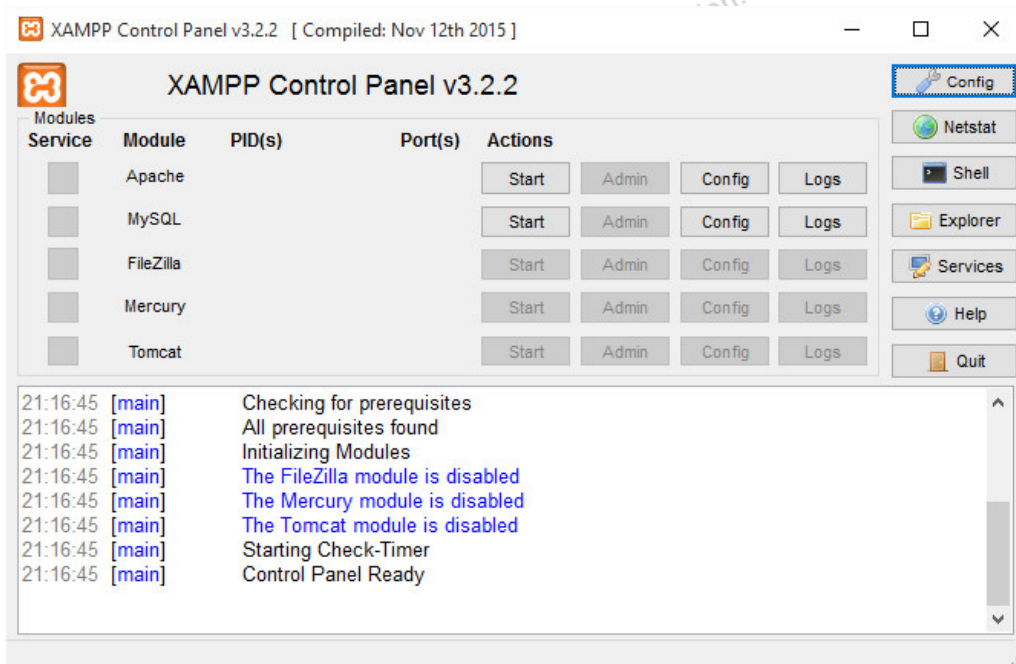 XAMPP Control Panel v3.2.2 [ Compiled: Nov 12th 2015 ]
XAMPP Control Panel v3.2.2
Config
Netstat
Shell
Explorer
Services
Help
Quit
Modules
Service Module PID(s) Port(s) Actions
Apache Start Admin Config Logs
MySQL Start Admin Config Logs
FileZilla Start Admin Config Logs
Mercury Start Admin Config Logs
Tomcat Start Admin Config Logs
21:16:45 [main] Checking for prerequisites
21:16:45 [main] All prerequisites found
21:16:45 [main] Initializing Modules
21:16:45 [main] The FileZilla module is disabled
21:16:45 [main] The Mercury module is disabled
21:16:45 [main] The Tomcat module is disabled
21:16:45 [main] Starting Check-Timer
21:16:45 [main] Control Panel Ready